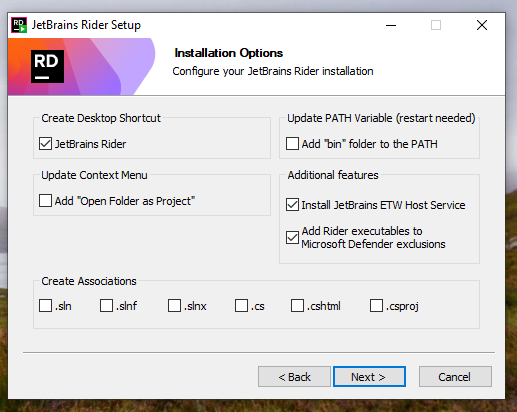 RD
JetBrains Rider Setup
RD
Installation Options
Configure your JetBrains Rider installation
Create Desktop Shortcut
JetBrains Rider
Update PATH Variable (restart needed)
Add "bin" folder to the PATH
Update Context Menu
Add "Open Folder as Project"
Additional features
Install JetBrains ETW Host Service
Add Rider executables to
Microsoft Defender exclusions
Create Associations
.sln .slnf .slnx .cs .cshtml .csproj
< Back Next > Cancel